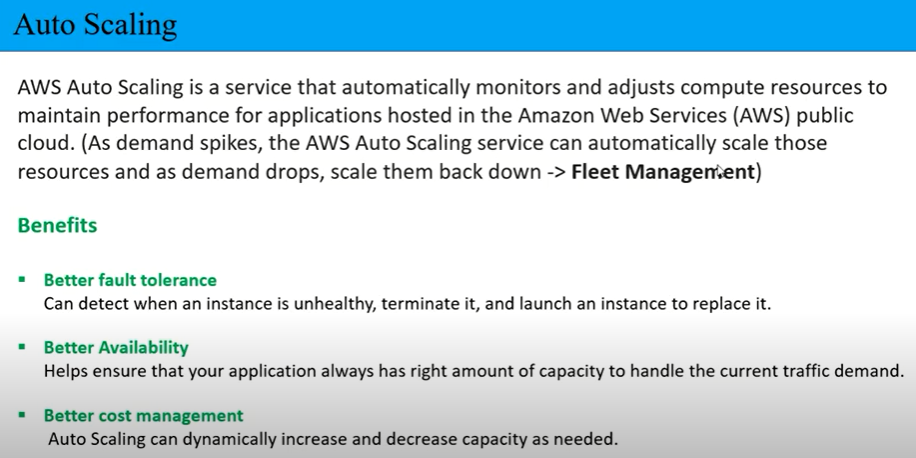 Auto Scaling
AWS Auto Scaling is a service that automatically monitors and adjusts compute resources to
maintain performance for applications hosted in the Amazon Web Services (AWS) public
cloud. (As demand spikes, the AWS Auto Scaling service can automatically scale those
resources and as demand drops, scale them back down -> Fleet Management)
Benefits
▪ Better fault tolerance
Can detect when an instance is unhealthy, terminate it, and launch an instance to replace it.
▪ Better Availability
Helps ensure that your application always has right amount of capacity to handle the current traffic demand.
▪ Better cost management
Auto Scaling can dynamically increase and decrease capacity as needed.